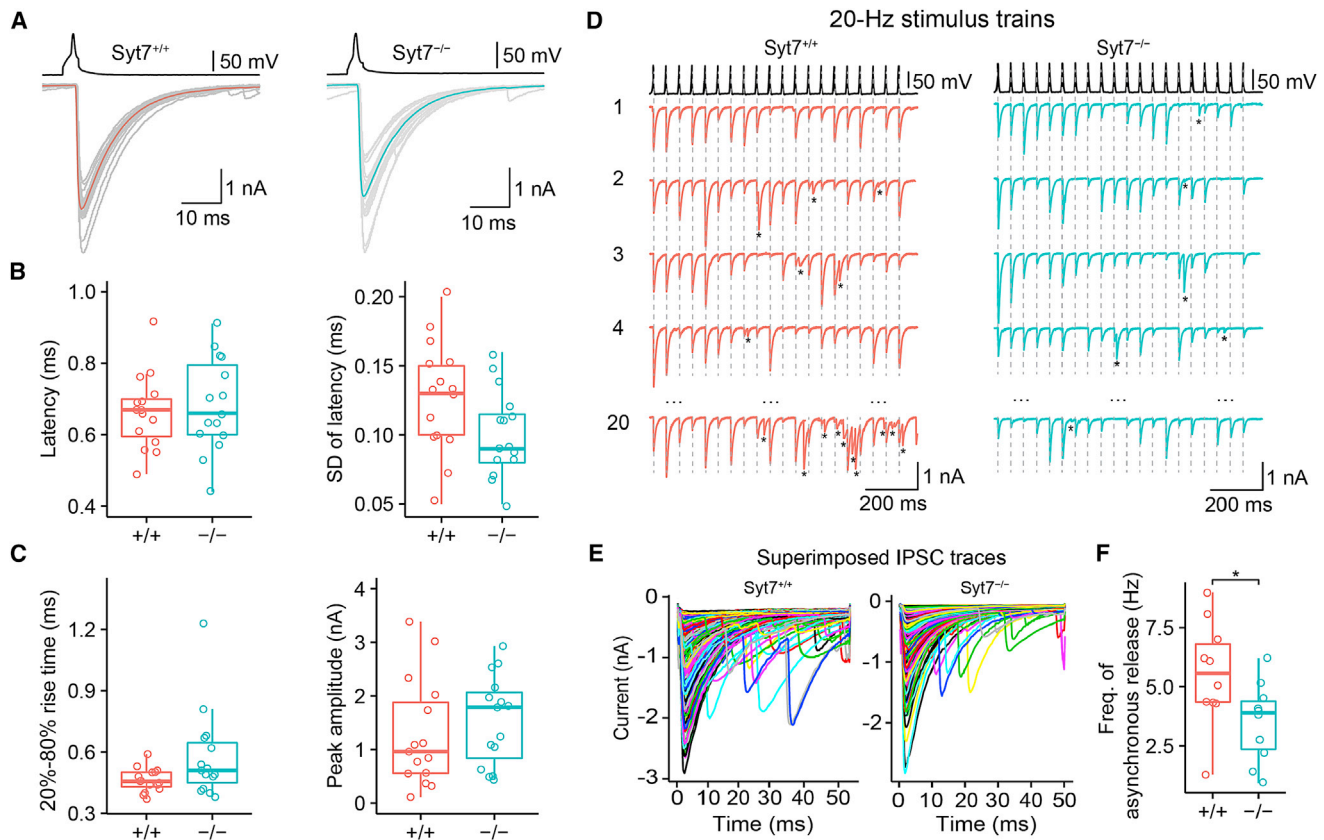 A
Syt7+/+
50 mV
Syt7−/−
50 mV
1 nA
10 ms
1 nA
10 ms
B
Latency (ms)
1.0
0.8
0.6
0.4
+/+
−/−
SD of latency (ms)
0.20
0.15
0.10
0.05
+/+
−/−
C
20%-80% rise time (ms)
1.2
0.9
0.6
0.3
+/+
−/−
Peak amplitude (nA)
4
3
2
1
0
+/+
−/−
D
20-Hz stimulus trains
Syt7+/+
Syt7−/−
50 mV
50 mV
1
*
2
* * * *
3
* * *
4
* * *
... ... ... ... ... ...
20
* * * * * * * * * * *
1 nA
200 ms
1 nA
200 ms
E
Superimposed IPSC traces
Syt7+/+
Syt7−/−
Current (nA)
0
−1
−2
−3
0 10 20 30 40 50
Time (ms)
0
−1
−2
0 10 20 30 40 50
Time (ms)
F
*
Freq. of
asynchronous release (Hz)
7.5
5.0
2.5
+/+
−/−